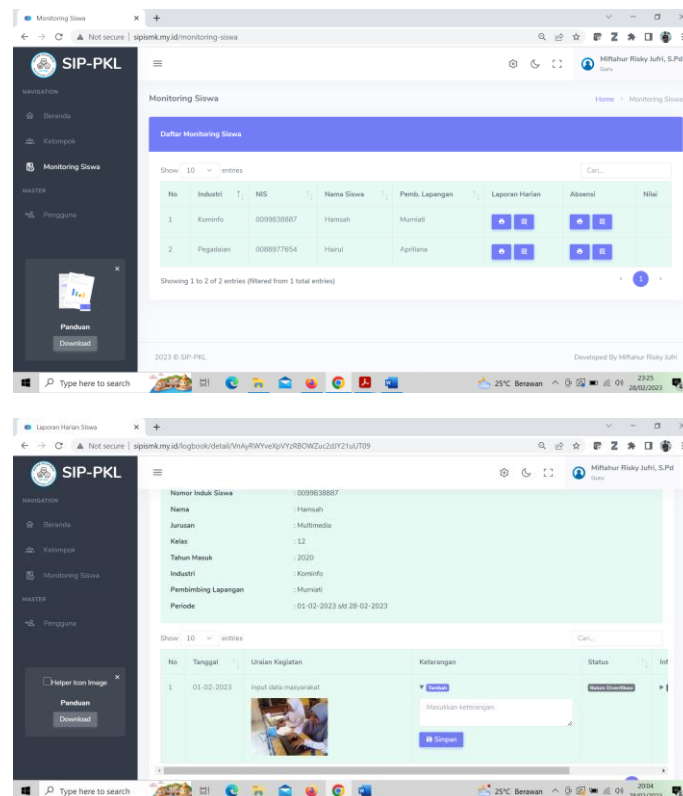 Monitoring Siswa
Not secure | sipismk.my.id/monitoring-siswa
SIP-PKL
Miftahur Risky Jufri, S.Pd
Guru
NAVIGATION
Beranda
Kelompok
Monitoring Siswa
MASTER
Pengguna
Panduan
Download
Monitoring Siswa
Home > Monitoring Siswa
Daftar Monitoring Siswa
Show 10 entries
Cari...
No Industri NIS Nama Siswa Pemb. Lapangan Laporan Harian Absensi Nilai
1 Kominfo 0099838887 Hamsah Murniati
2 Pegadaian 0088977654 Hairul Apriliana
Showing 1 to 2 of 2 entries (filtered from 1 total entries)
1
2023 © SIP-PKL.
Developed By Miftahur Risky Jufri
Type here to search
25°C Berawan
23:25
28/02/2023
Laporan Harian Siswa
Not secure
SIP-PKL
Miftahur Risky Jufri, S.Pd
Guru
NAVIGATION
Beranda
Kelompok
Monitoring Siswa
MASTER
Pengguna
Helper Icon Image
Panduan
Download
Nomor Induk Siswa : 0099838887
Nama : Hamsah
Jurusan : Multimedia
Kelas : 12
Tahun Masuk : 2020
Industri : Kominfo
Pembimbing Lapangan : Murniati
Periode : 01-02-2023 s/d 28-02-2023
Show 10 entries
Cari...
No Tanggal Uraian Kegiatan Keterangan Status Inf
1 01-02-2023 input data masyarakat
Tambah
Belum Diverifikasi
Masukkan keterangan
Simpan
Type here to search
25°C Berawan
20:04
28/02/2023